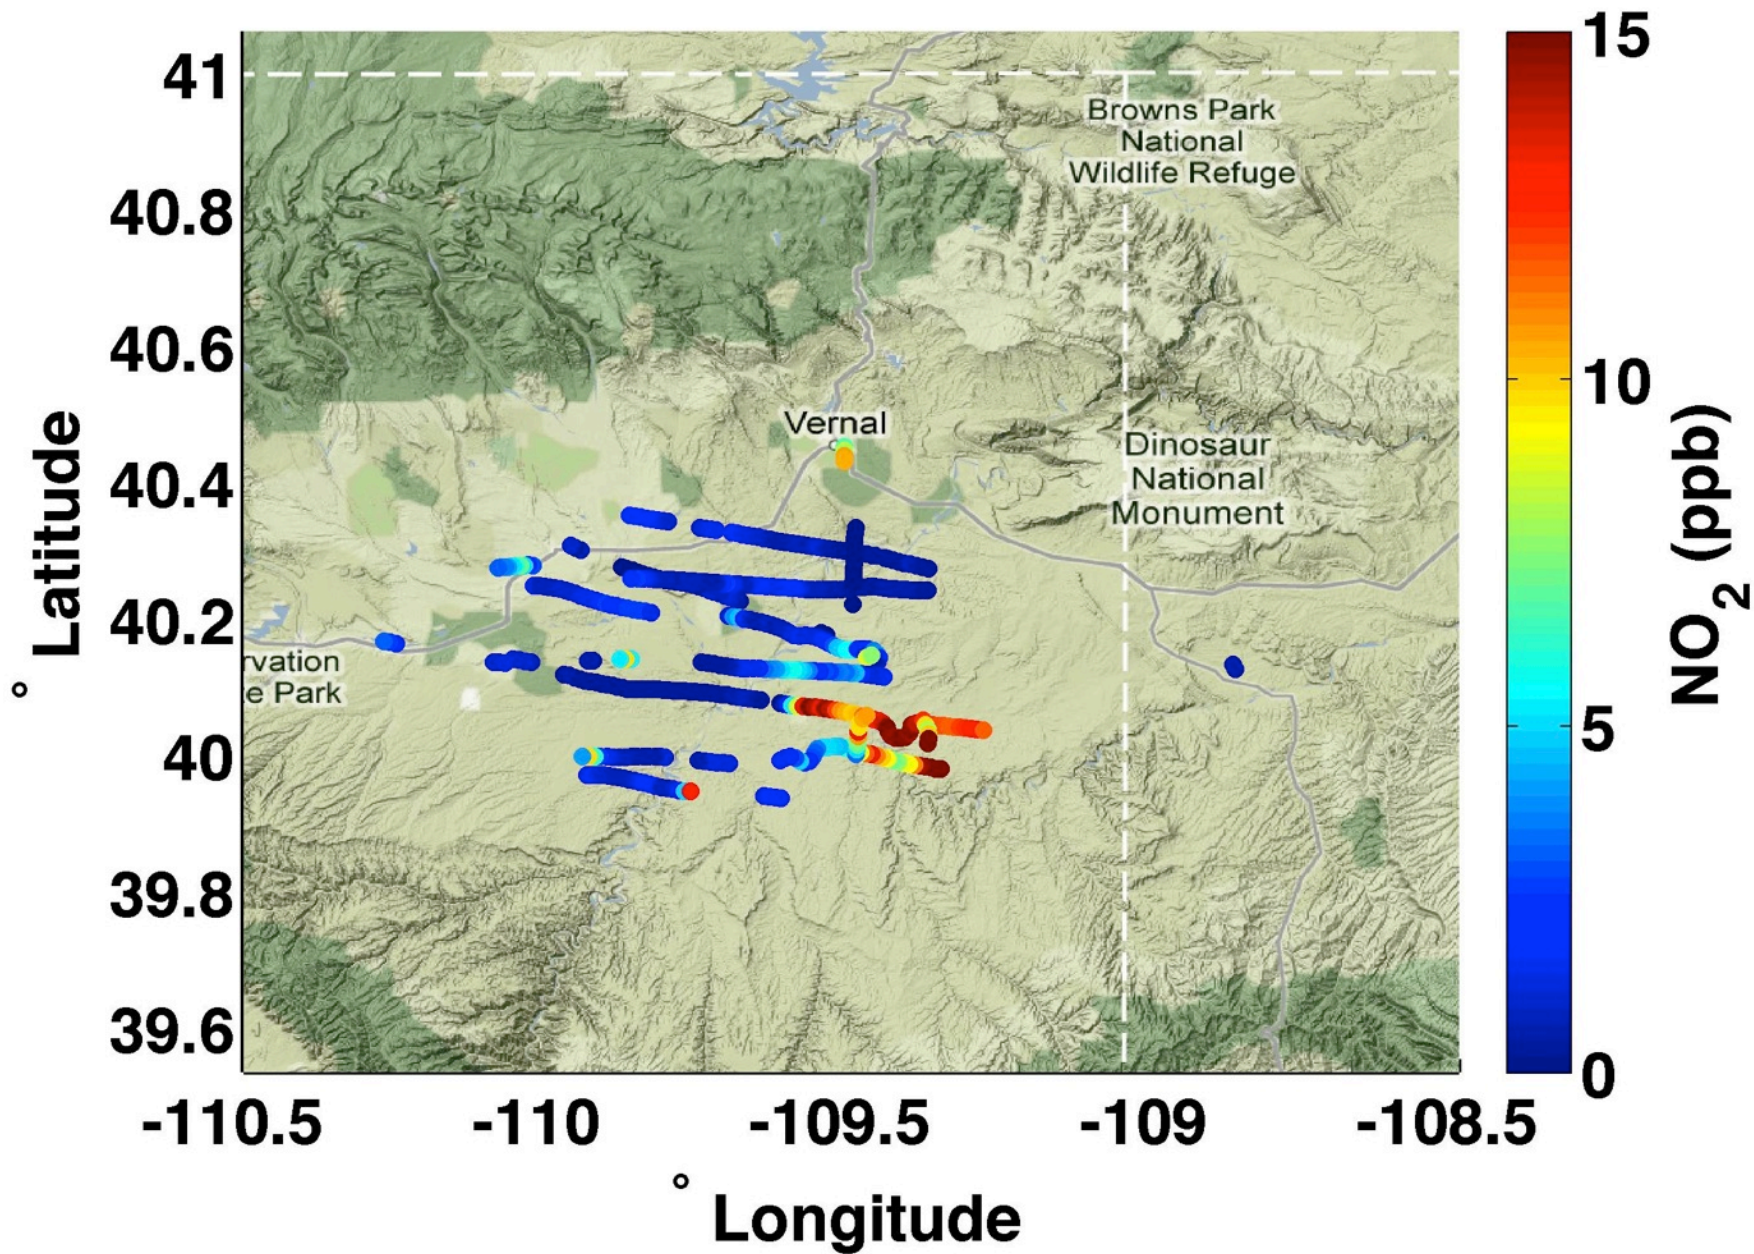 41
40.8
40.6
40.4
40.2
40
39.8
39.6
° Latitude
-110.5
-110
-109.5
-109
-108.5
° Longitude
Browns Park
National
Wildlife Refuge
Vernal
Dinosaur
National
Monument
rvation
e Park
15
10
5
0
NO2 (ppb)